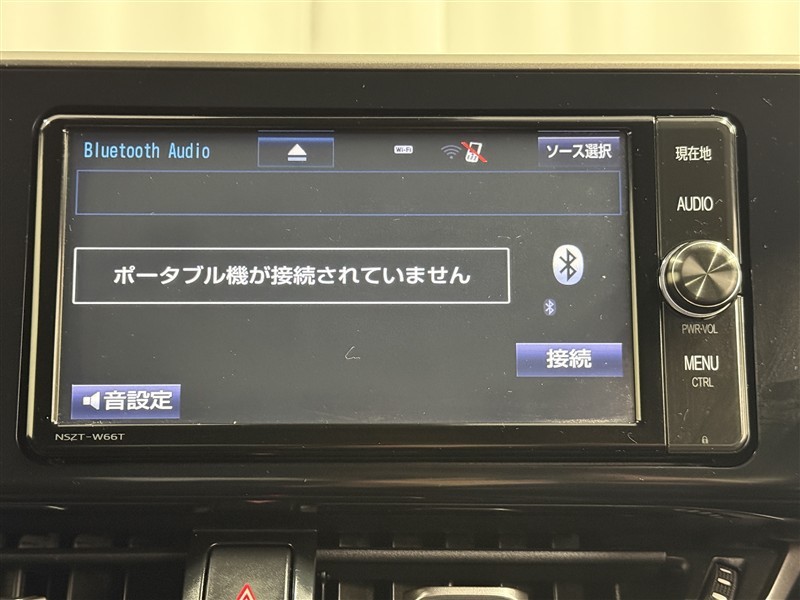 Bluetooth Audio
Wi-Fi
ソース選択
ポータブル機が接続されていません
接続
音設定
NSZT-W66T
現在地
AUDIO
PWR-VOL
MENU
CTRL